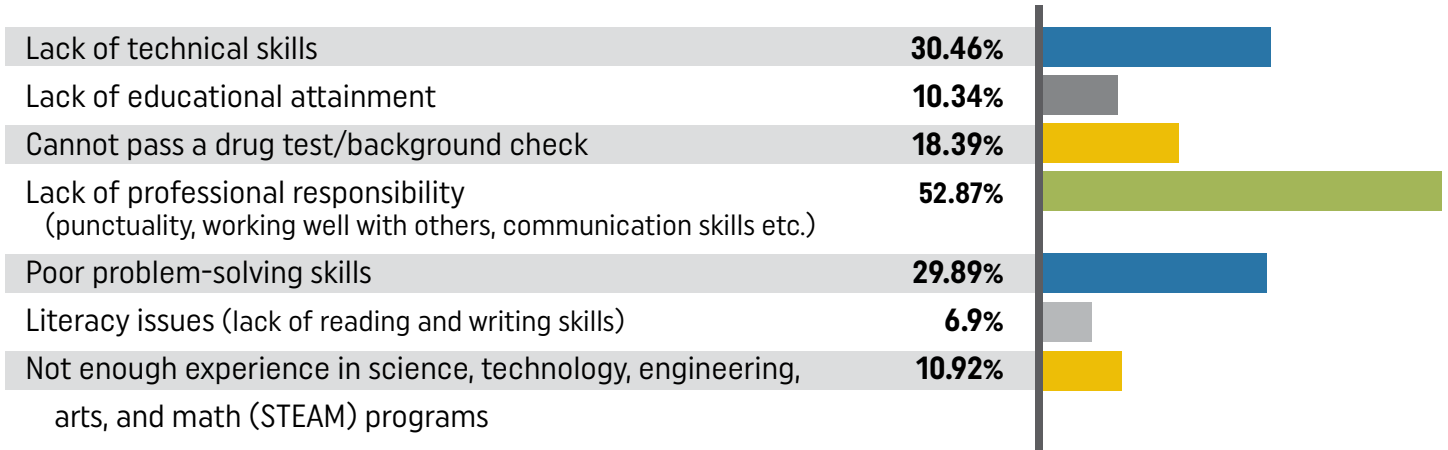 Lack of technical skills 30.46%
Lack of educational attainment 10.34%
Cannot pass a drug test/background check 18.39%
Lack of professional responsibility 52.87%
(punctuality, working well with others, communication skills etc.)
Poor problem-solving skills 29.89%
Literacy issues (lack of reading and writing skills) 6.9%
Not enough experience in science, technology, engineering, 10.92%
arts, and math (STEAM) programs